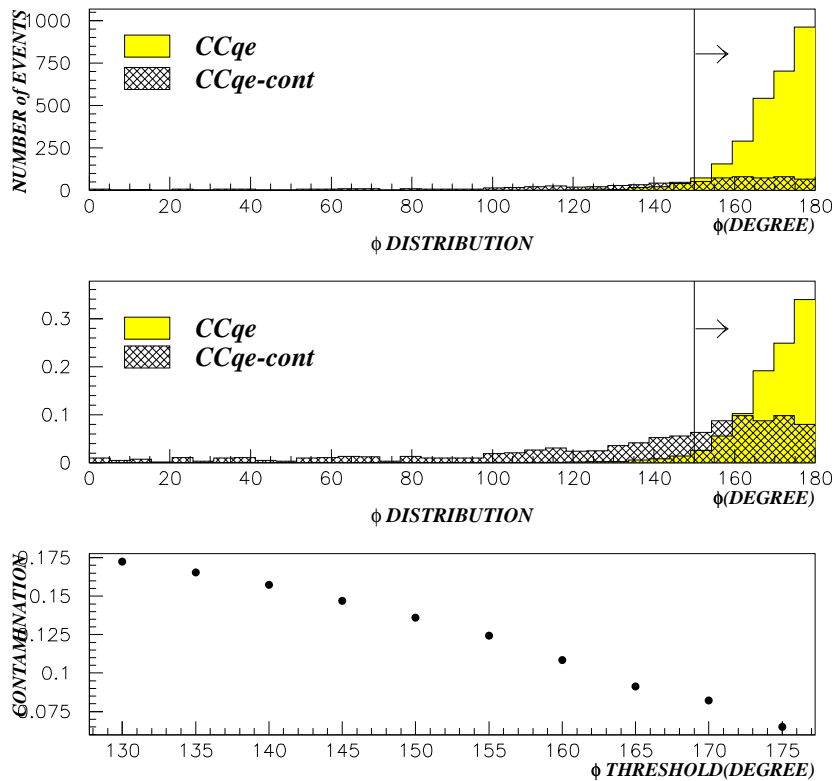 NUMBER of EVENTS
1000
750
500
250
0
CCqe
CCqe-cont
0 20 40 60 80 100 120 140 160 180
ϕ(DEGREE)
ϕ DISTRIBUTION
0.3
0.2
0.1
0
CCqe
CCqe-cont
0 20 40 60 80 100 120 140 160 180
ϕ(DEGREE)
ϕ DISTRIBUTION
CONTAMINATION
0.175
0.15
0.125
0.1
0.075
130 135 140 145 150 155 160 165 170 175
ϕ THRESHOLD(DEGREE)